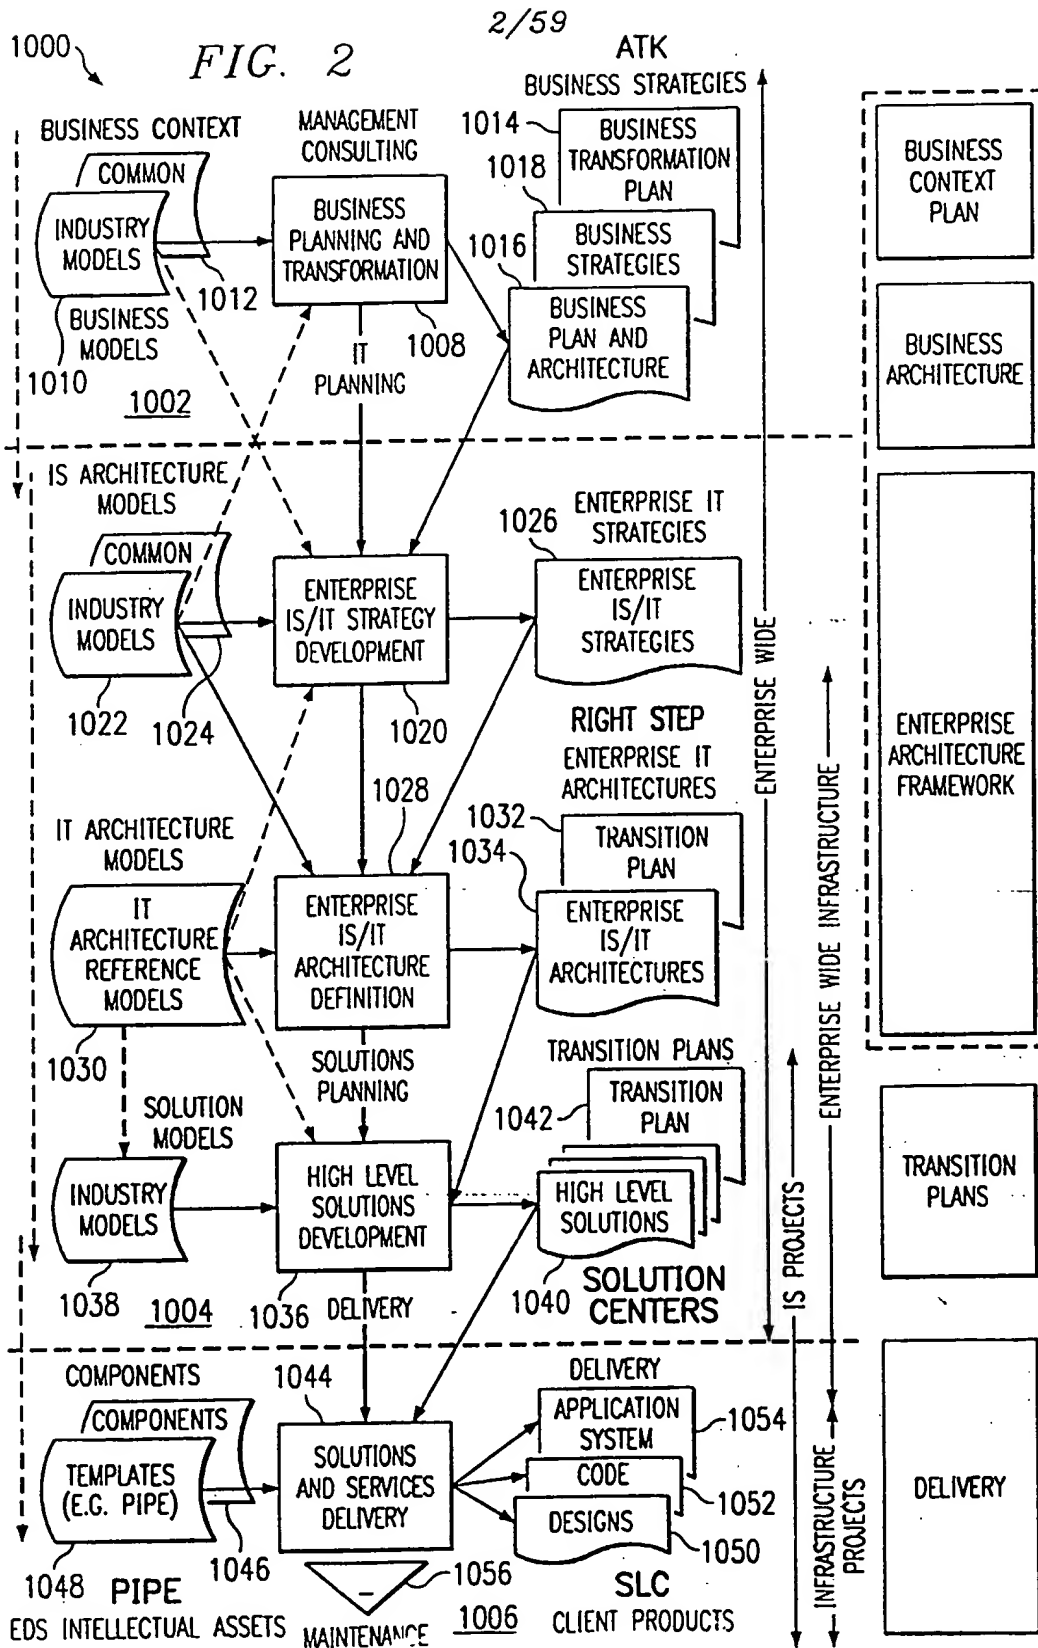 2/59
1000
FIG. 2
ATK
BUSINESS STRATEGIES
BUSINESS CONTEXT
MANAGEMENT
CONSULTING
1014
BUSINESS
TRANSFORMATION
PLAN
COMMON
INDUSTRY
MODELS
BUSINESS
PLANNING AND
TRANSFORMATION
1018
BUSINESS
STRATEGIES
1016
BUSINESS
PLAN AND
ARCHITECTURE
1012
BUSINESS
MODELS
1010
1008
IT
PLANNING
1002
BUSINESS
CONTEXT
PLAN
BUSINESS
ARCHITECTURE
IS ARCHITECTURE
MODELS
COMMON
INDUSTRY
MODELS
1022
1024
ENTERPRISE
IS/IT STRATEGY
DEVELOPMENT
1020
ENTERPRISE IT
STRATEGIES
1026
ENTERPRISE
IS/IT
STRATEGIES
RIGHT STEP
ENTERPRISE IT
ARCHITECTURES
ENTERPRISE WIDE
ENTERPRISE WIDE INFRASTRUCTURE
ENTERPRISE
ARCHITECTURE
FRAMEWORK
1028
1032
TRANSITION
PLAN
1034
ENTERPRISE
IS/IT
ARCHITECTURES
IT ARCHITECTURE
MODELS
IT
ARCHITECTURE
REFERENCE
MODELS
1030
ENTERPRISE
IS/IT
ARCHITECTURE
DEFINITION
SOLUTIONS
PLANNING
TRANSITION PLANS
TRANSITION
PLAN
1042
SOLUTION
MODELS
INDUSTRY
MODELS
1038
HIGH LEVEL
SOLUTIONS
DEVELOPMENT
1036
HIGH LEVEL
SOLUTIONS
1040
SOLUTION
CENTERS
1004
DELIVERY
IS PROJECTS
TRANSITION
PLANS
COMPONENTS
COMPONENTS
TEMPLATES
(E.G. PIPE)
1048
1046
1044
SOLUTIONS
AND SERVICES
DELIVERY
DELIVERY
APPLICATION
SYSTEM
1054
CODE
1052
DESIGNS
1050
INFRASTRUCTURE
PROJECTS
DELIVERY
PIPE
EDS INTELLECTUAL ASSETS
1056
MAINTENANCE
1006
SLC
CLIENT PRODUCTS